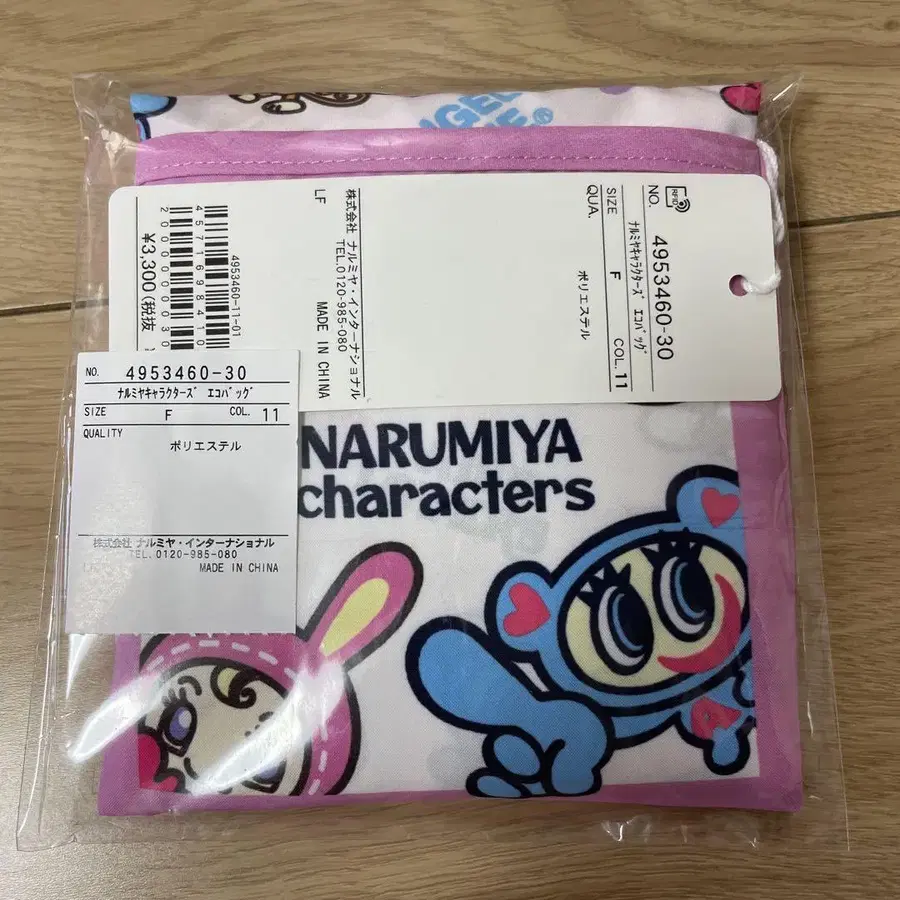 NO. 4953460-30
ナルミヤキャラクターズ エコバッグ
SIZE F COL. 11
QUA. ポリエステル
RFID
株式会社 ナルミヤ・インターナショナル
TEL.0120-985-080
LF MADE IN CHINA
4953460-11-01
¥3,300(税抜
NO. 4953460-30
ナルミヤキャラクターズ エコバッグ
SIZE F COL. 11
QUALITY
ポリエステル
株式会社 ナルミヤ・インターナショナル
TEL.0120-985-080
MADE IN CHINA
NARUMIYA
characters